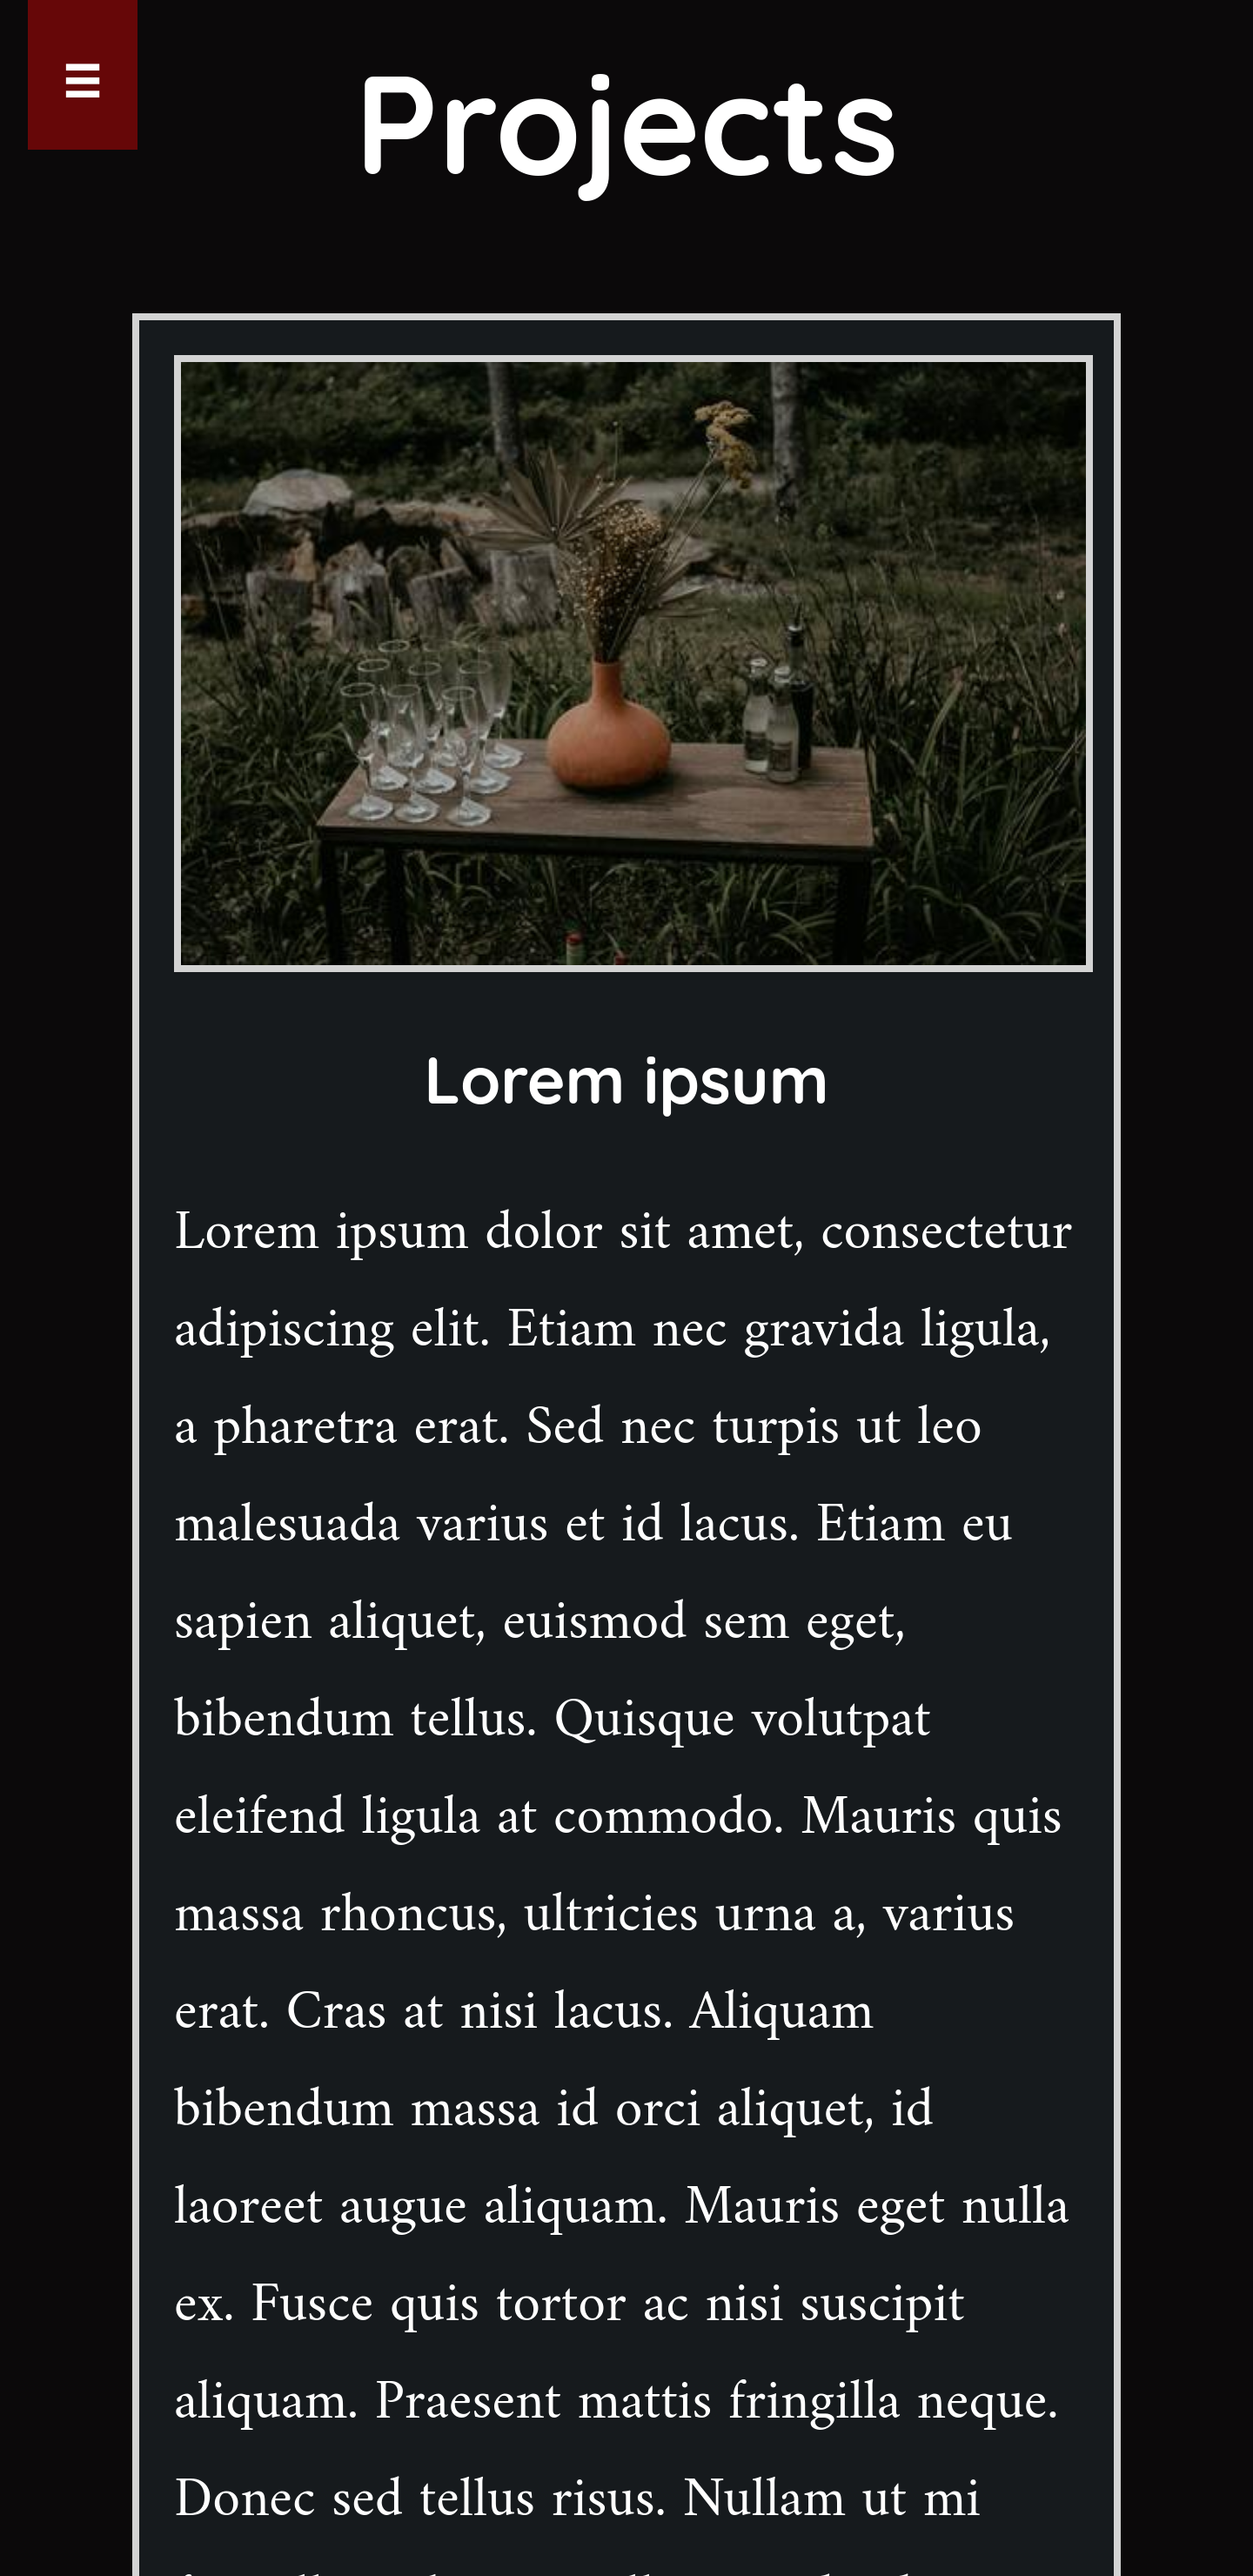 Projects
Lorem ipsum
Lorem ipsum dolor sit amet, consectetur
adipiscing elit. Etiam nec gravida ligula,
a pharetra erat. Sed nec turpis ut leo
malesuada varius et id lacus. Etiam eu
sapien aliquet, euismod sem eget,
bibendum tellus. Quisque volutpat
eleifend ligula at commodo. Mauris quis
massa rhoncus, ultricies urna a, varius
erat. Cras at nisi lacus. Aliquam
bibendum massa id orci aliquet, id
laoreet augue aliquam. Mauris eget nulla
ex. Fusce quis tortor ac nisi suscipit
aliquam. Praesent mattis fringilla neque.
Donec sed tellus risus. Nullam ut mi